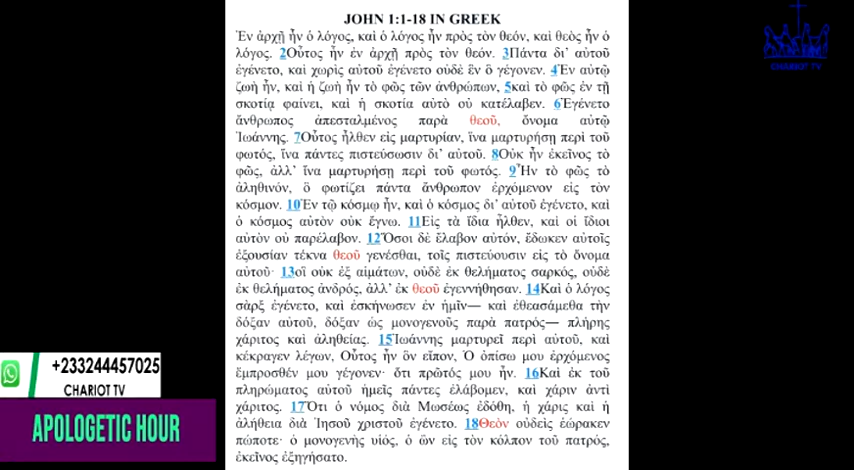 JOHN 1:1-18 IN GREEK
Ἐν ἀρχῇ ἦν ὁ λόγος, καὶ ὁ λόγος ἦν πρὸς τὸν θεόν, καὶ θεὸς ἦν ὁ
λόγος. 2Οὗτος ἦν ἐν ἀρχῇ πρὸς τὸν θεόν. 3Πάντα δι’ αὐτοῦ
ἐγένετο, καὶ χωρὶς αὐτοῦ ἐγένετο οὐδὲ ἓν ὃ γέγονεν. 4Ἐν αὐτῷ
ζωὴ ἦν, καὶ ἡ ζωὴ ἦν τὸ φῶς τῶν ἀνθρώπων, 5καὶ τὸ φῶς ἐν τῇ
σκοτίᾳ φαίνει, καὶ ἡ σκοτία αὐτὸ οὐ κατέλαβεν. 6Ἐγένετο
ἄνθρωπος ἀπεσταλμένος παρὰ θεοῦ, ὄνομα αὐτῷ
Ἰωάννης. 7Οὗτος ἦλθεν εἰς μαρτυρίαν, ἵνα μαρτυρήσῃ περὶ τοῦ
φωτός, ἵνα πάντες πιστεύσωσιν δι’ αὐτοῦ. 8Οὐκ ἦν ἐκεῖνος τὸ
φῶς, ἀλλ’ ἵνα μαρτυρήσῃ περὶ τοῦ φωτός. 9Ἦν τὸ φῶς τὸ
ἀληθινόν, ὃ φωτίζει πάντα ἄνθρωπον ἐρχόμενον εἰς τὸν
κόσμον. 10Ἐν τῷ κόσμῳ ἦν, καὶ ὁ κόσμος δι’ αὐτοῦ ἐγένετο, καὶ
ὁ κόσμος αὐτὸν οὐκ ἔγνω. 11Εἰς τὰ ἴδια ἦλθεν, καὶ οἱ ἴδιοι
αὐτὸν οὐ παρέλαβον. 12Ὅσοι δὲ ἔλαβον αὐτόν, ἔδωκεν αὐτοῖς
ἐξουσίαν τέκνα θεοῦ γενέσθαι, τοῖς πιστεύουσιν εἰς τὸ ὄνομα
αὐτοῦ· 13οἳ οὐκ ἐξ αἱμάτων, οὐδὲ ἐκ θελήματος σαρκός, οὐδὲ
ἐκ θελήματος ἀνδρός, ἀλλ’ ἐκ θεοῦ ἐγεννήθησαν. 14Καὶ ὁ λόγος
σὰρξ ἐγένετο, καὶ ἐσκήνωσεν ἐν ἡμῖν— καὶ ἐθεασάμεθα τὴν
δόξαν αὐτοῦ, δόξαν ὡς μονογενοῦς παρὰ πατρός— πλήρης
χάριτος καὶ ἀληθείας. 15Ἰωάννης μαρτυρεῖ περὶ αὐτοῦ, καὶ
κέκραγεν λέγων, Οὗτος ἦν ὃν εἶπον, Ὁ ὀπίσω μου ἐρχόμενος
ἔμπροσθέν μου γέγονεν· ὅτι πρῶτός μου ἦν. 16Καὶ ἐκ τοῦ
πληρώματος αὐτοῦ ἡμεῖς πάντες ἐλάβομεν, καὶ χάριν ἀντὶ
χάριτος. 17Ὅτι ὁ νόμος διὰ Μωσέως ἐδόθη, ἡ χάρις καὶ ἡ
ἀλήθεια διὰ Ἰησοῦ χριστοῦ ἐγένετο. 18Θεὸν οὐδεὶς ἑώρακεν
πώποτε· ὁ μονογενὴς υἱός, ὁ ὢν εἰς τὸν κόλπον τοῦ πατρός,
ἐκεῖνος ἐξηγήσατο.
CHARIOT TV
+233244457025
CHARIOT TV
APOLOGETIC HOUR